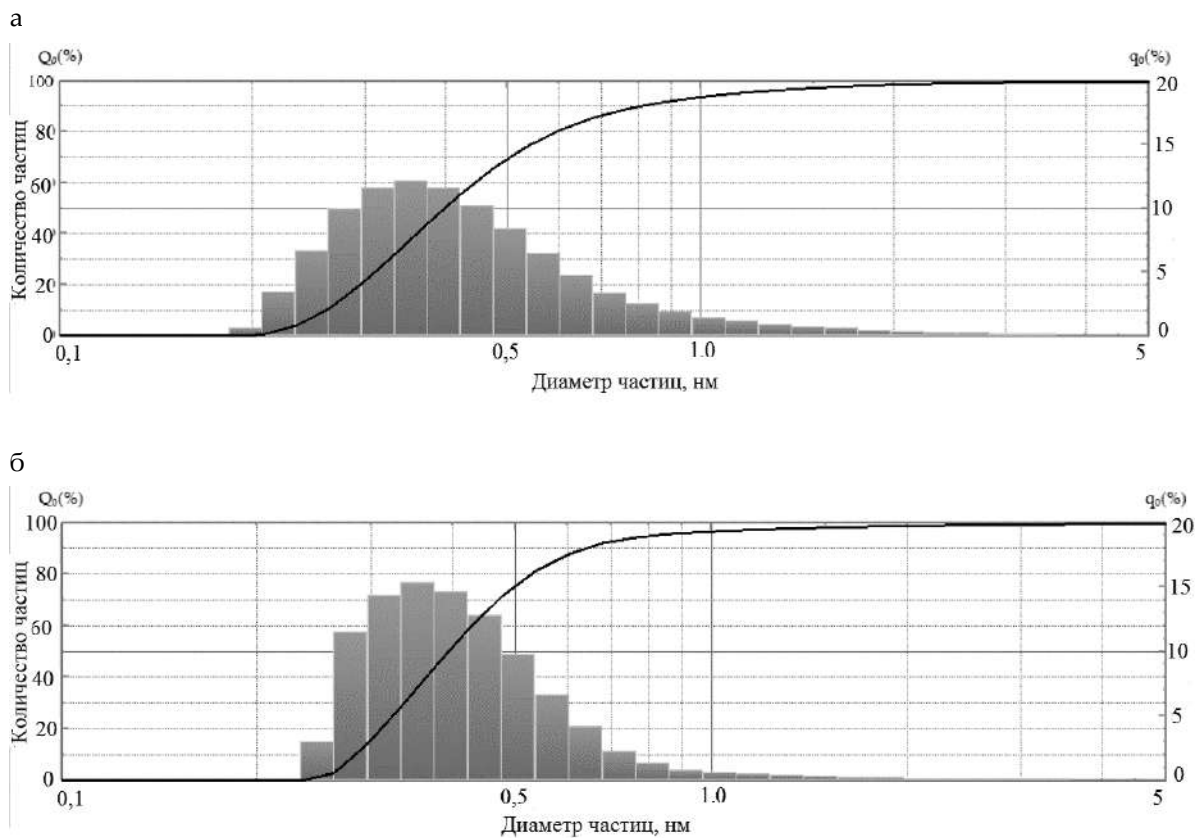 а
Q₀(%) q₀(%)
Количество частиц
100 20
80 15
60
10
40
5
20
0 0
0,1 0,5 1.0 5
Диаметр частиц, нм
б
Q₀(%) q₀(%)
Количество частиц
100 20
80 15
60
10
40
5
20
0 0
0,1 0,5 1.0 5
Диаметр частиц, нм